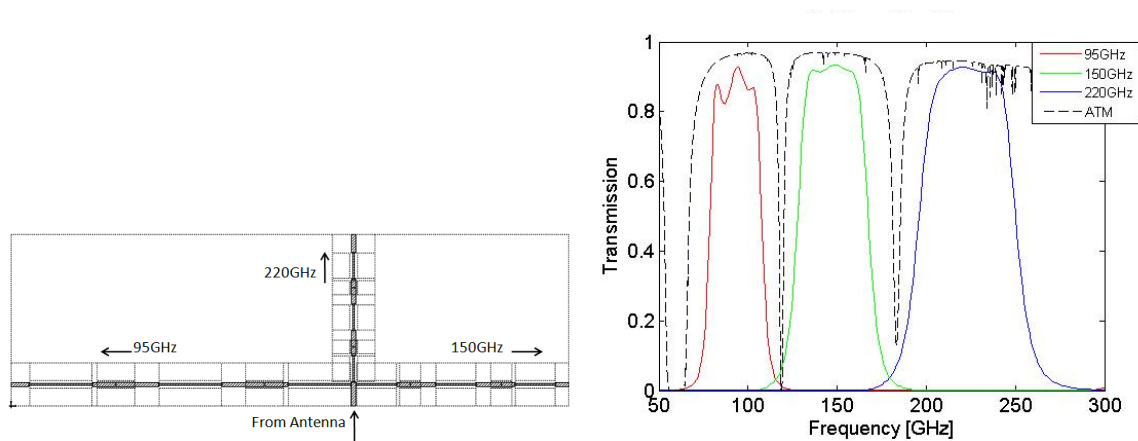 220GHz
95GHz
150GHz
From Antenna
1
0.8
0.6
0.4
0.2
0
Transmission
50
100
150
200
250
300
Frequency [GHz]
95GHz
150GHz
220GHz
ATM